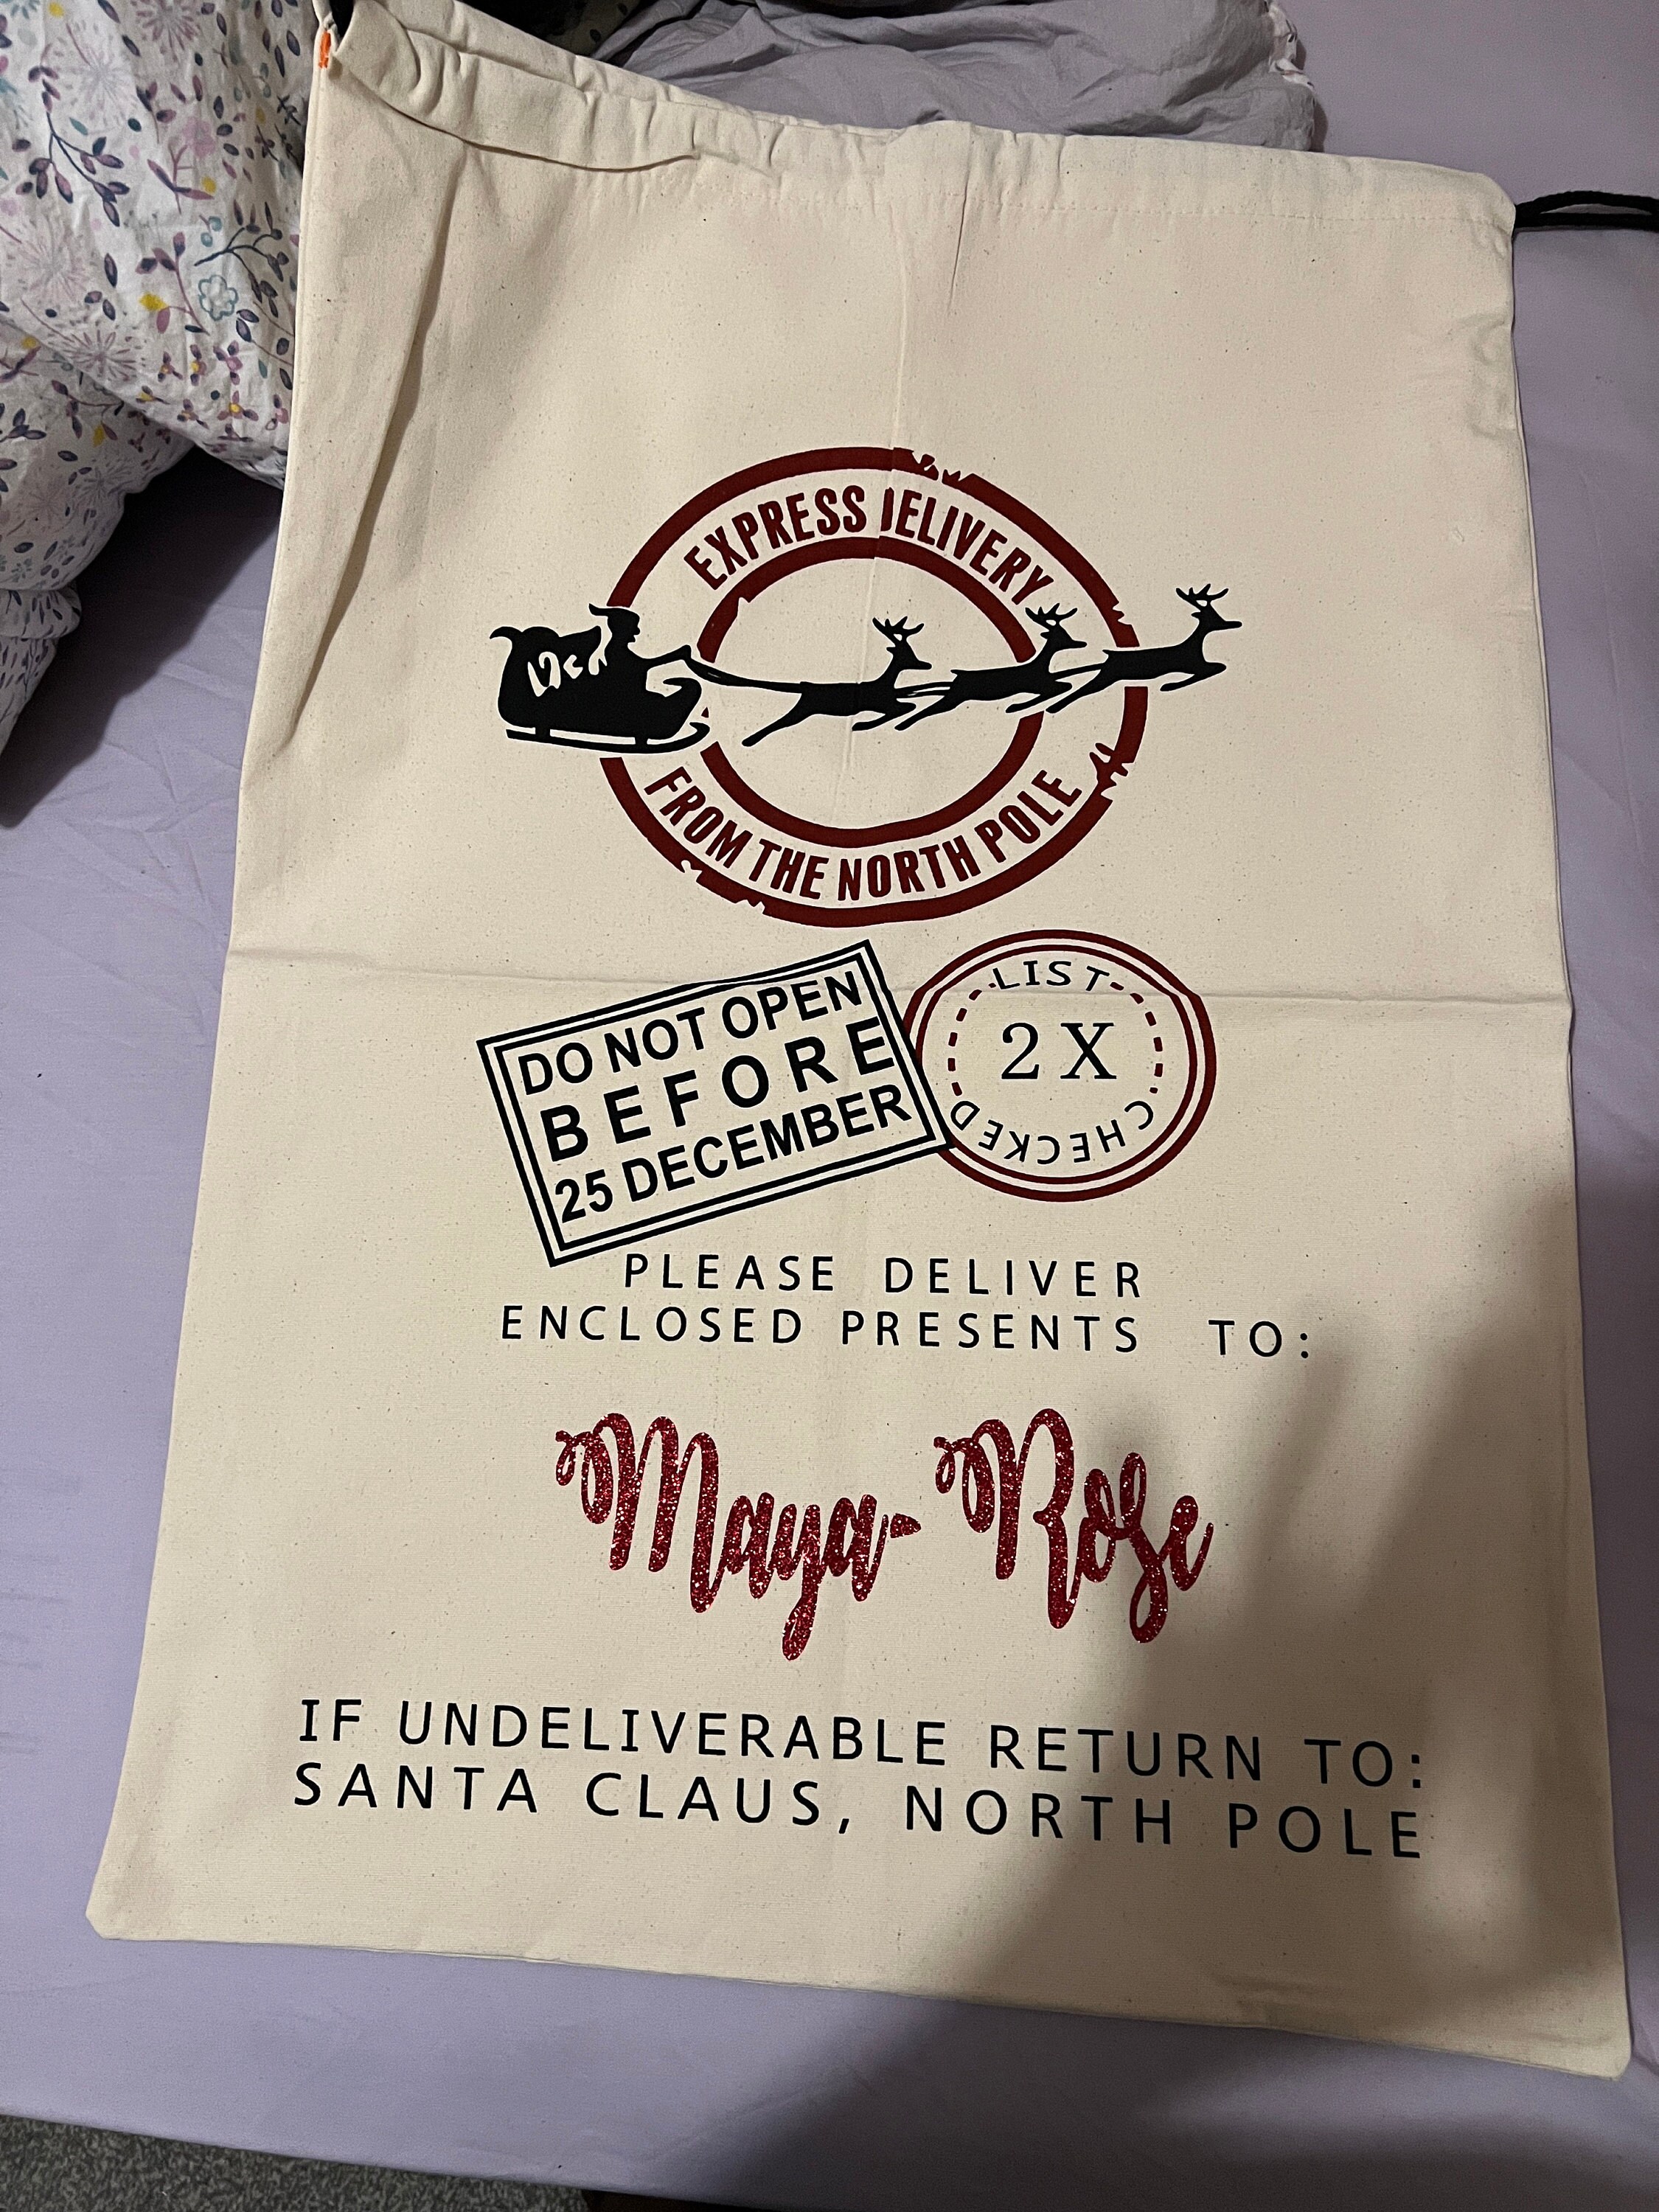 EXPRESS DELIVERY
FROM THE NORTH POLE
DO NOT OPEN
BEFORE
25 DECEMBER
LIST
2X
CHECKED
PLEASE DELIVER
ENCLOSED PRESENTS TO:
Maya-Rose
IF UNDELIVERABLE RETURN TO:
SANTA CLAUS, NORTH POLE